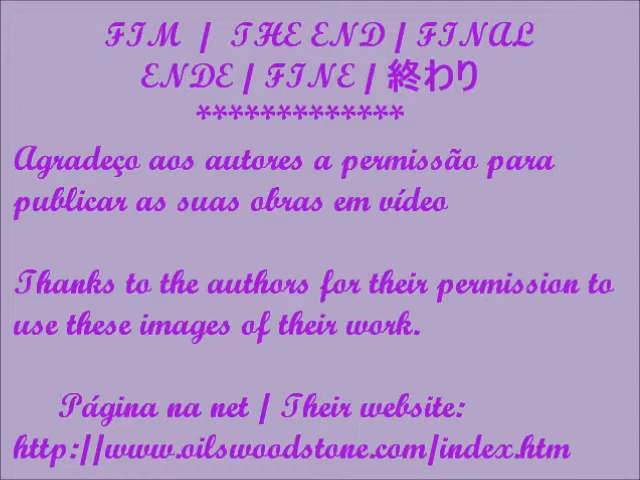 FIM / THE END / FINAL
ENDE / FINE / 終わり
*************
Agradeço aos autores a permissão para
publicar as suas obras em vídeo
Thanks to the authors for their permission to
use these images of their work.
Página na net / Their website:
http://www.oilswoodstone.com/index.htm